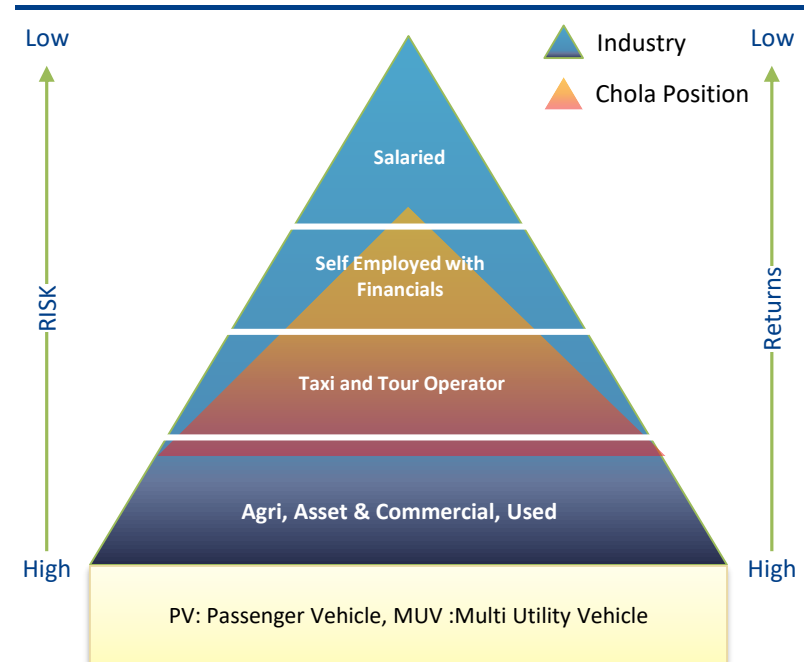 Low
Industry
Low
Chola Position
Salaried
Self Employed with
Financials
RISK
Returns
Taxi and Tour Operator
Agri, Asset & Commercial, Used
High
High
PV: Passenger Vehicle, MUV :Multi Utility Vehicle